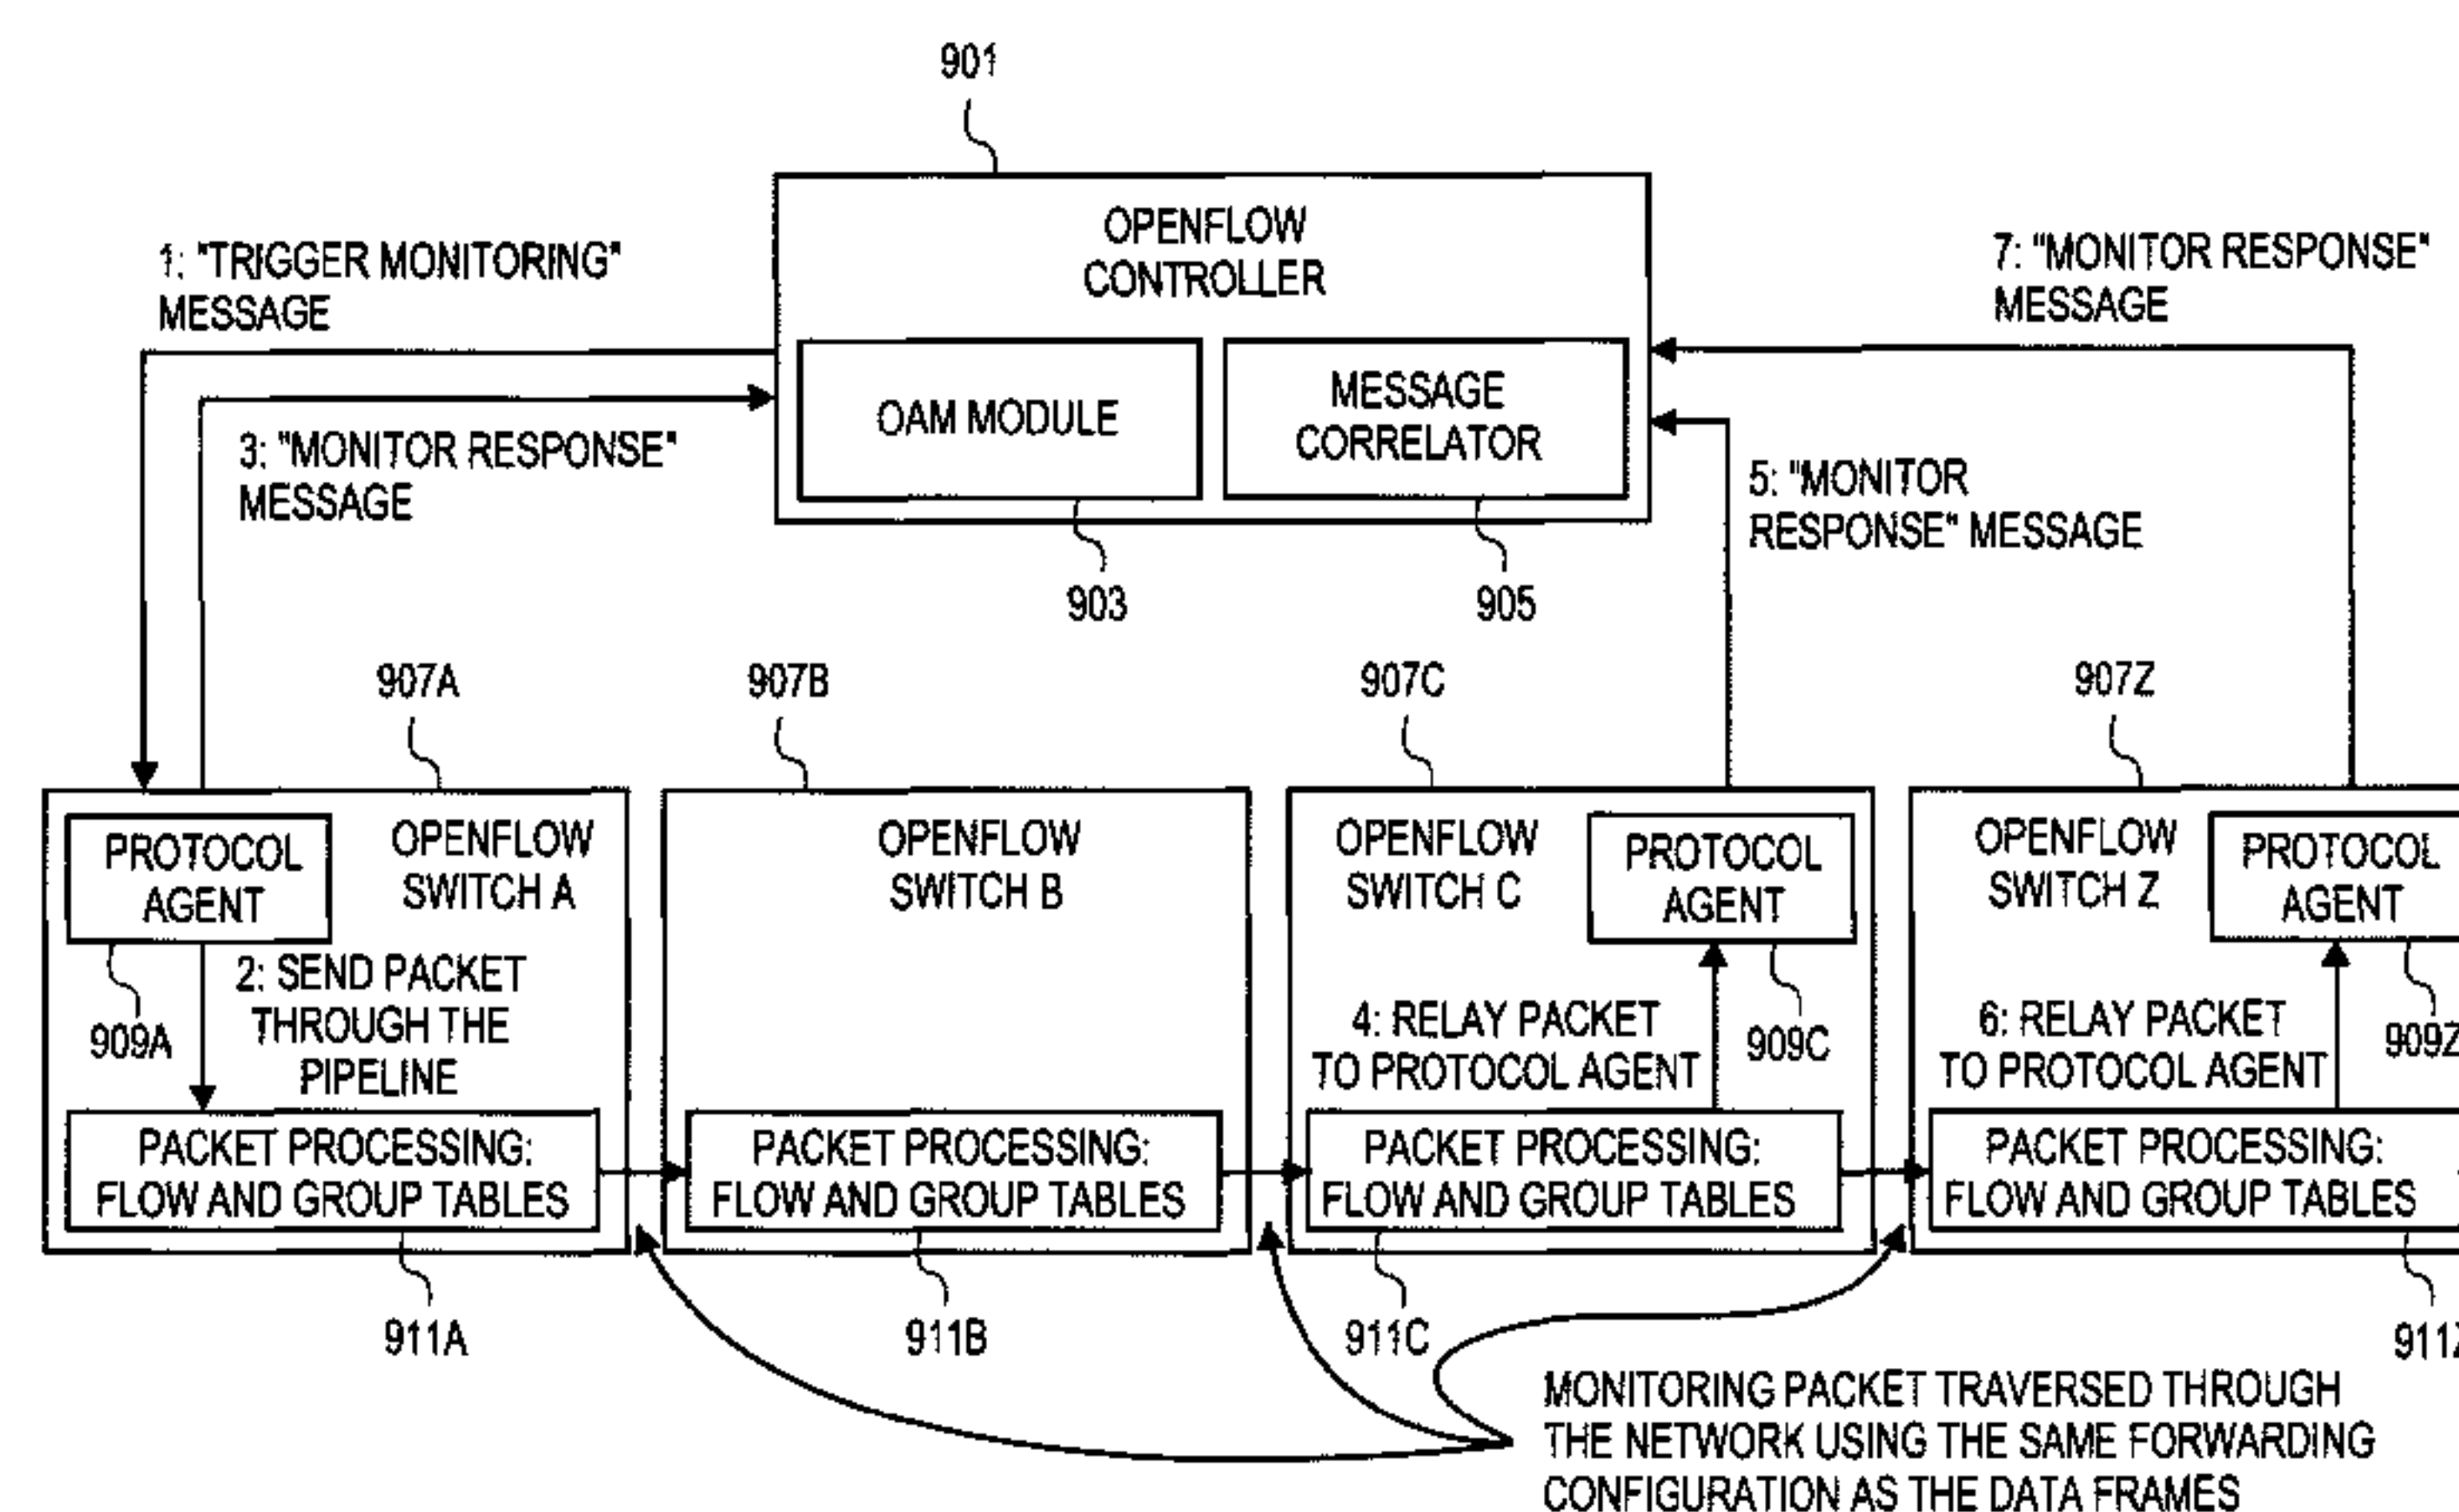 901
OPENFLOW
CONTROLLER
1: "TRIGGER MONITORING"
MESSAGE
7: "MONITOR RESPONSE"
MESSAGE
OAM MODULE
MESSAGE
CORRELATOR
3: "MONITOR RESPONSE"
MESSAGE
5: "MONITOR
RESPONSE" MESSAGE
903
905
907A
907B
907C
907Z
PROTOCOL
AGENT
OPENFLOW
SWITCH A
OPENFLOW
SWITCH B
OPENFLOW
SWITCH C
PROTOCOL
AGENT
OPENFLOW
SWITCH Z
PROTOCOL
AGENT
909A
2: SEND PACKET
THROUGH THE
PIPELINE
4: RELAY PACKET
TO PROTOCOL AGENT
909C
6: RELAY PACKET
TO PROTOCOL AGENT
909Z
PACKET PROCESSING:
FLOW AND GROUP TABLES
PACKET PROCESSING:
FLOW AND GROUP TABLES
PACKET PROCESSING:
FLOW AND GROUP TABLES
PACKET PROCESSING:
FLOW AND GROUP TABLES
911A
911B
911C
911Z
MONITORING PACKET TRAVERSED THROUGH
THE NETWORK USING THE SAME FORWARDING
CONFIGURATION AS THE DATA FRAMES